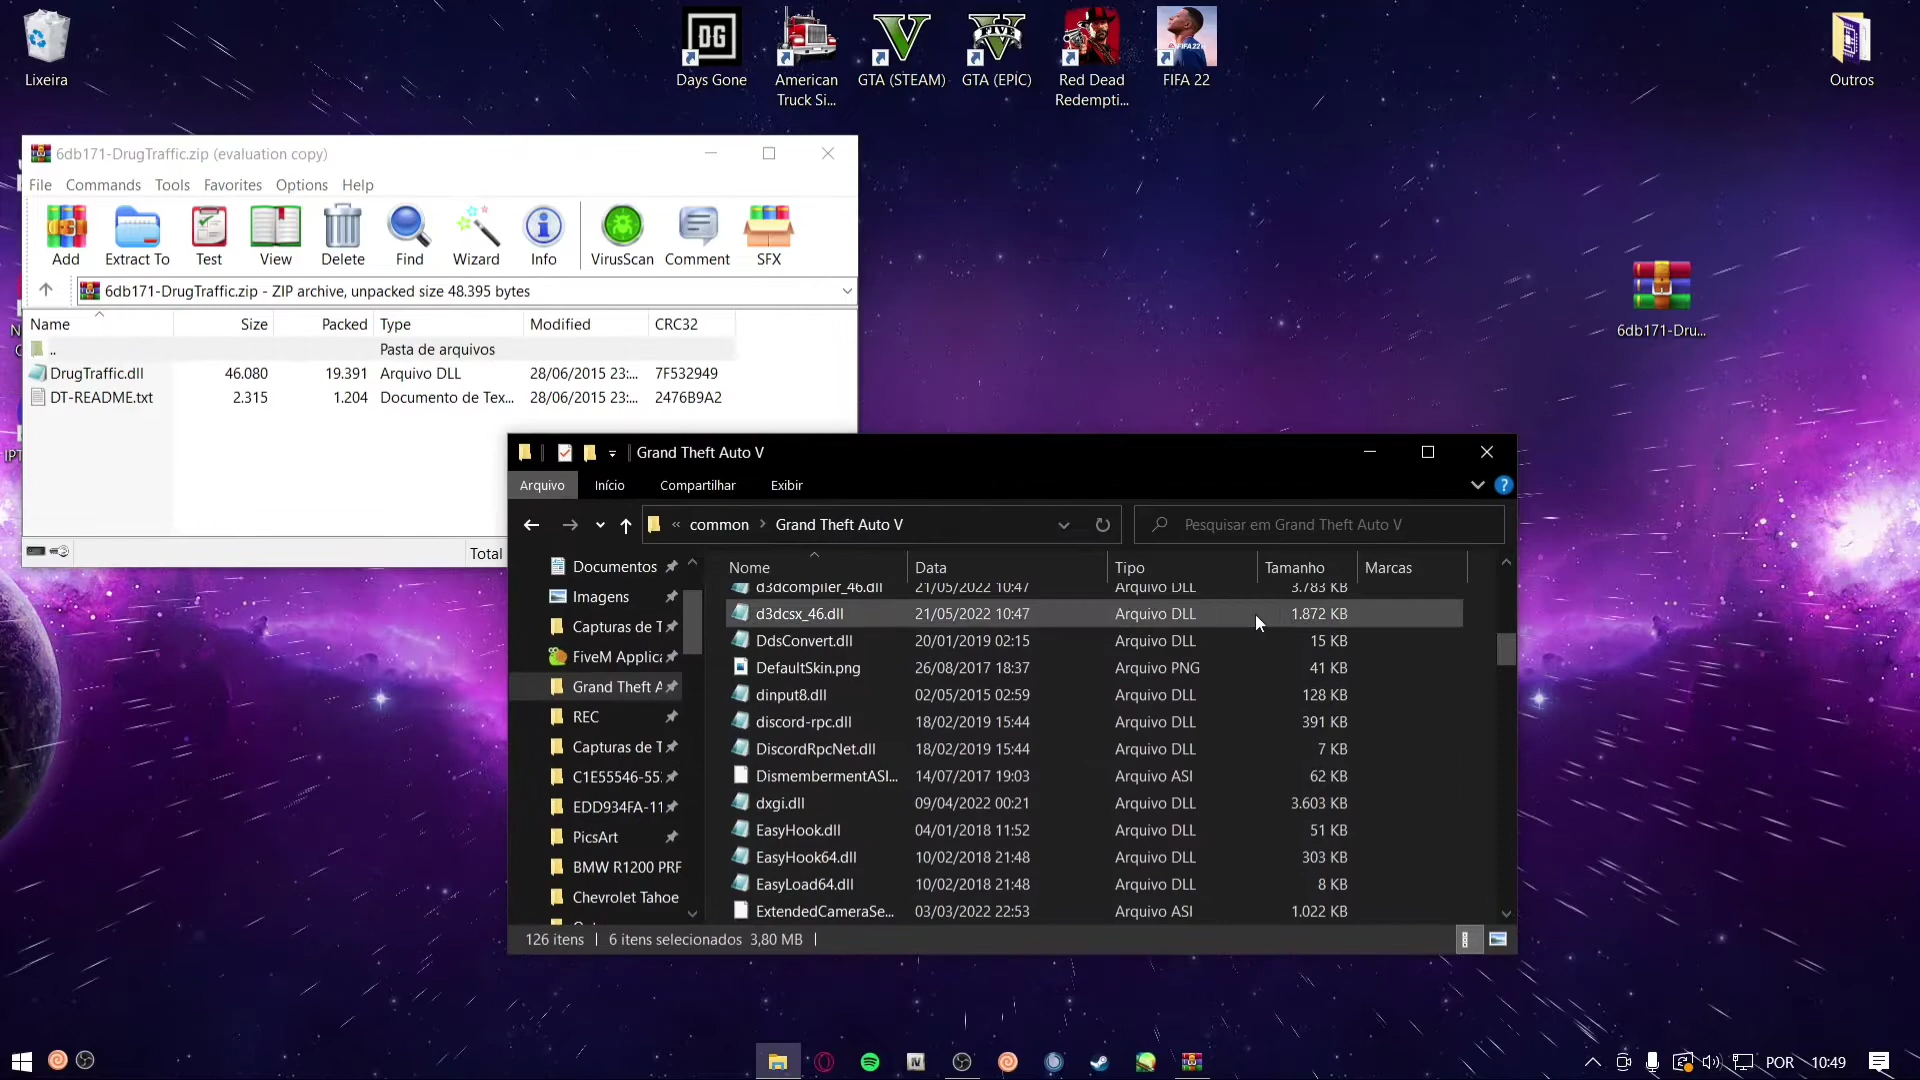 Lixeira
Days Gone
American
Truck Si...
GTA (STEAM)
GTA (EPIC)
Red Dead
Redempti...
FIFA 22
Outros
6db171-Dru...
6db171-DrugTraffic.zip (evaluation copy)
File Commands Tools Favorites Options Help
Add Extract To Test View Delete Find Wizard Info VirusScan Comment SFX
6db171-DrugTraffic.zip - ZIP archive, unpacked size 48.395 bytes
Name Size Packed Type Modified CRC32
.. Pasta de arquivos
DrugTraffic.dll 46.080 19.391 Arquivo DLL 28/06/2015 23:... 7F532949
DT-README.txt 2.315 1.204 Documento de Tex... 28/06/2015 23:... 2476B9A2
Total
Grand Theft Auto V
Arquivo Início Compartilhar Exibir
« common > Grand Theft Auto V
Pesquisar em Grand Theft Auto V
Documentos
Imagens
Capturas de T
FiveM Applica
Grand Theft A
REC
Capturas de T
C1E55546-55
EDD934FA-11
PicsArt
BMW R1200 PRF
Chevrolet Tahoe
Nome Data Tipo Tamanho Marcas
d3dcompiler_46.dll 21/05/2022 10:47 Arquivo DLL 3.783 KB
d3dcsx_46.dll 21/05/2022 10:47 Arquivo DLL 1.872 KB
DdsConvert.dll 20/01/2019 02:15 Arquivo DLL 15 KB
DefaultSkin.png 26/08/2017 18:37 Arquivo PNG 41 KB
dinput8.dll 02/05/2015 02:59 Arquivo DLL 128 KB
discord-rpc.dll 18/02/2019 15:44 Arquivo DLL 391 KB
DiscordRpcNet.dll 18/02/2019 15:44 Arquivo DLL 7 KB
DismembermentASI... 14/07/2017 19:03 Arquivo ASI 62 KB
dxgi.dll 09/04/2022 00:21 Arquivo DLL 3.603 KB
EasyHook.dll 04/01/2018 11:52 Arquivo DLL 51 KB
EasyHook64.dll 10/02/2018 21:48 Arquivo DLL 303 KB
EasyLoad64.dll 10/02/2018 21:48 Arquivo DLL 8 KB
ExtendedCameraSe... 03/03/2022 22:53 Arquivo ASI 1.022 KB
126 itens 6 itens selecionados 3,80 MB
POR 10:49